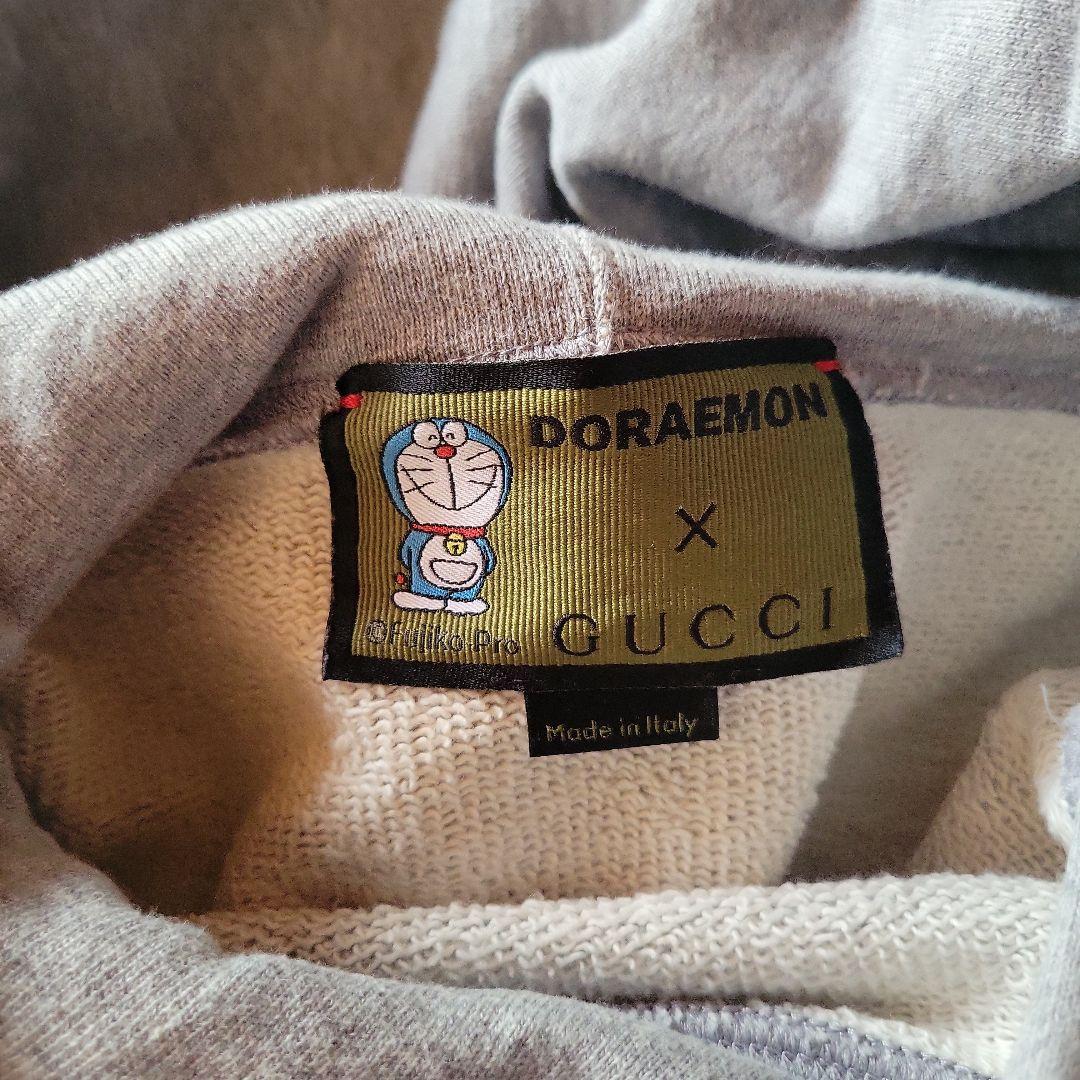 DORAEMON
X
GUCCI
©Fujiko Pro
Made in Italy